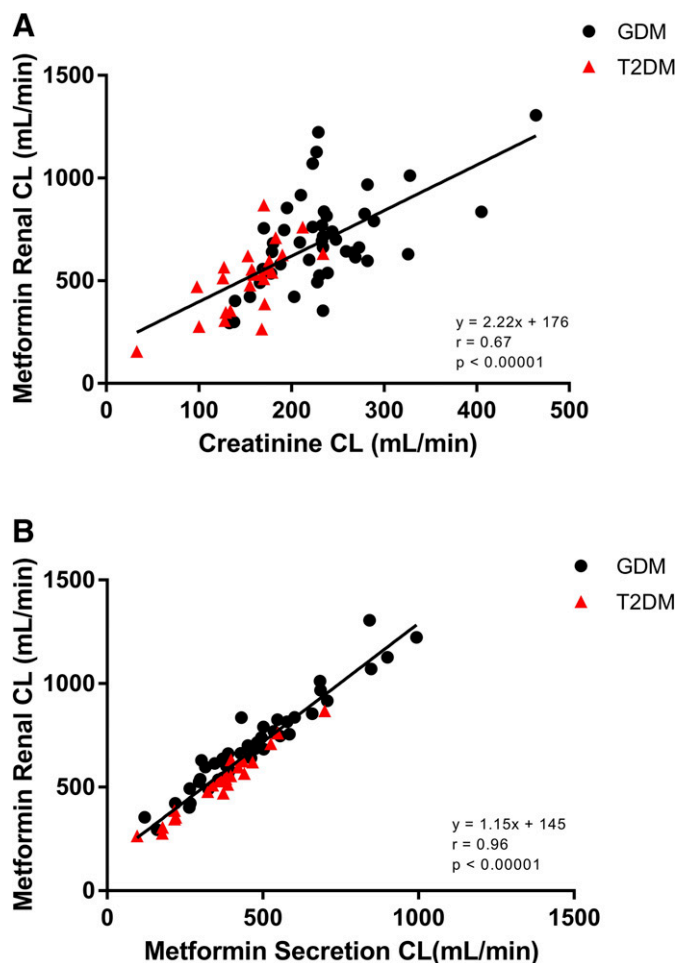 A
GDM
T2DM
Metformin Renal CL (mL/min)
1500
1000
500
0
y = 2.22x + 176
r = 0.67
p < 0.00001
0 100 200 300 400 500
Creatinine CL (mL/min)
B
GDM
T2DM
Metformin Renal CL (mL/min)
1500
1000
500
0
y = 1.15x + 145
r = 0.96
p < 0.00001
0 500 1000 1500
Metformin Secretion CL(mL/min)